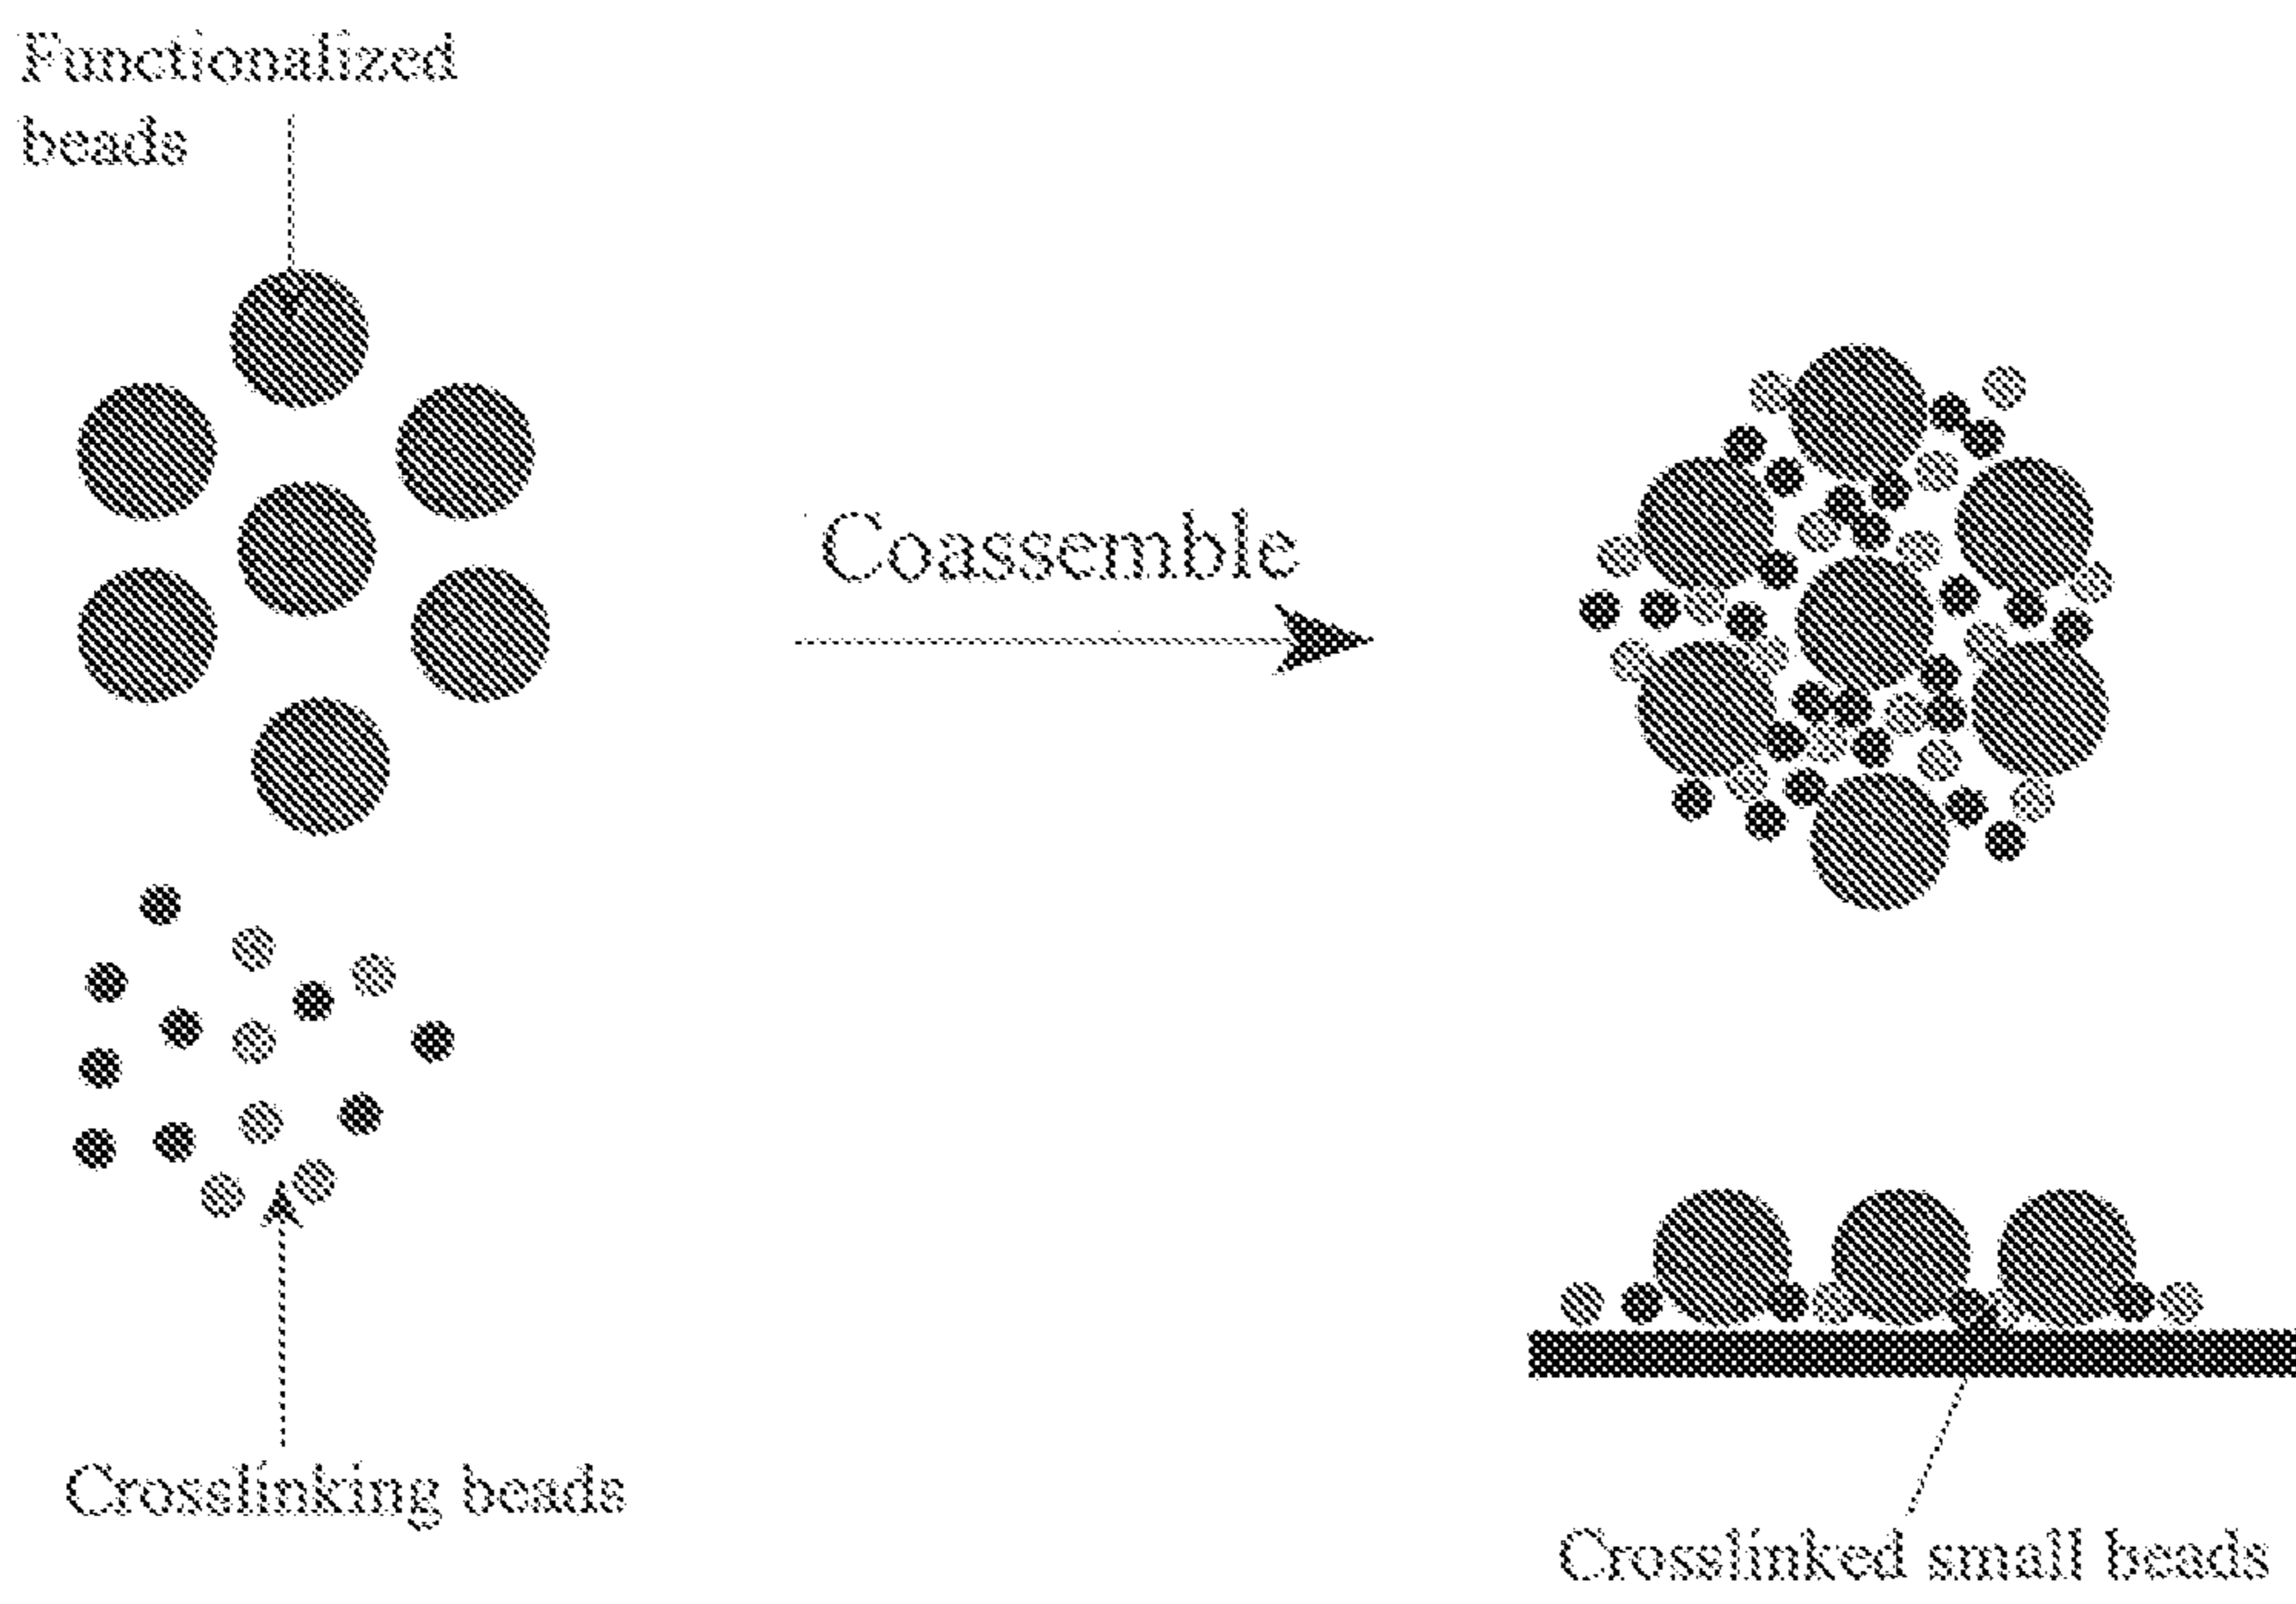 Functionalized
beads
Coassemble
Crosslinking beads
Crosslinked small beads